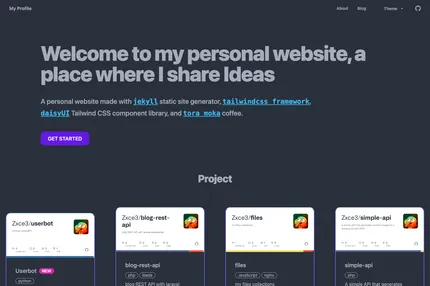 My Profile
About
Blog
Theme
Welcome to my personal website, a
place where I share Ideas
A personal website made with jekyll static site generator, tailwindcss framework,
daisyUI Tailwind CSS component library, and tora moka coffee.
GET STARTED
Project
Zxce3/userbot
Zxce3/blog-rest-
api
Zxce3/files
Zxce3/simple-api
Userbot NEW
python
blog-rest-api
php laravel
blog REST API with laravel
files
JavaScript nginx
my files collections
simple-api
php
A simple API that generates